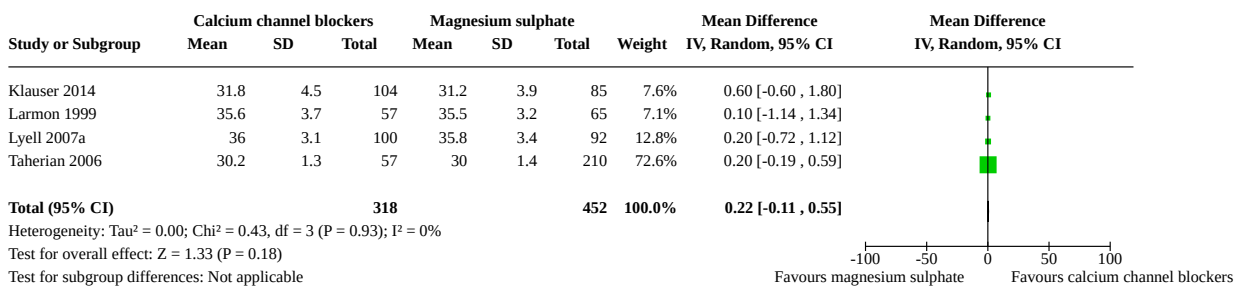 Calcium channel blockers Magnesium sulphate Mean Difference Mean Difference
Study or Subgroup Mean SD Total Mean SD Total Weight IV, Random, 95% CI IV, Random, 95% CI
Klauser 2014 31.8 4.5 104 31.2 3.9 85 7.6% 0.60 [-0.60 , 1.80]
Larmon 1999 35.6 3.7 57 35.5 3.2 65 7.1% 0.10 [-1.14 , 1.34]
Lyell 2007a 36 3.1 100 35.8 3.4 92 12.8% 0.20 [-0.72 , 1.12]
Taherian 2006 30.2 1.3 57 30 1.4 210 72.6% 0.20 [-0.19 , 0.59]
Total (95% CI) 318 452 100.0% 0.22 [-0.11 , 0.55]
Heterogeneity: Tau² = 0.00; Chi² = 0.43, df = 3 (P = 0.93); I² = 0%
Test for overall effect: Z = 1.33 (P = 0.18)
-100 -50 0 50 100
Test for subgroup differences: Not applicable Favours magnesium sulphate Favours calcium channel blockers